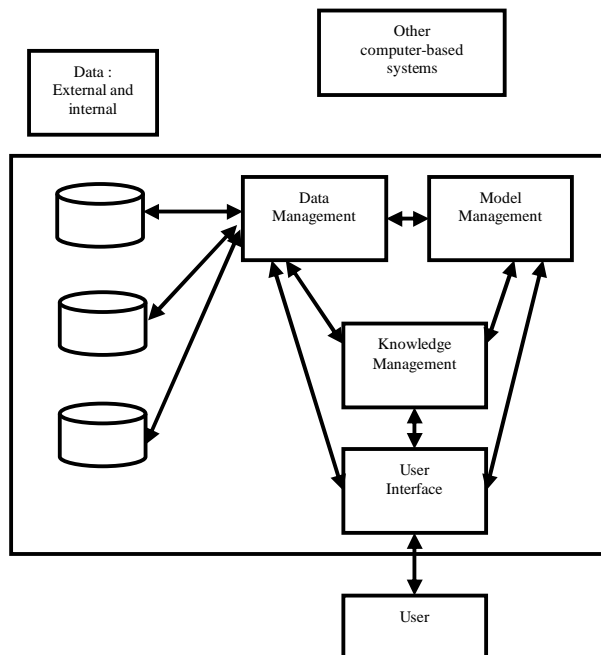 Other
computer-based
systems
Data :
External and
internal
Data
Management
Model
Management
Knowledge
Management
User
Interface
User